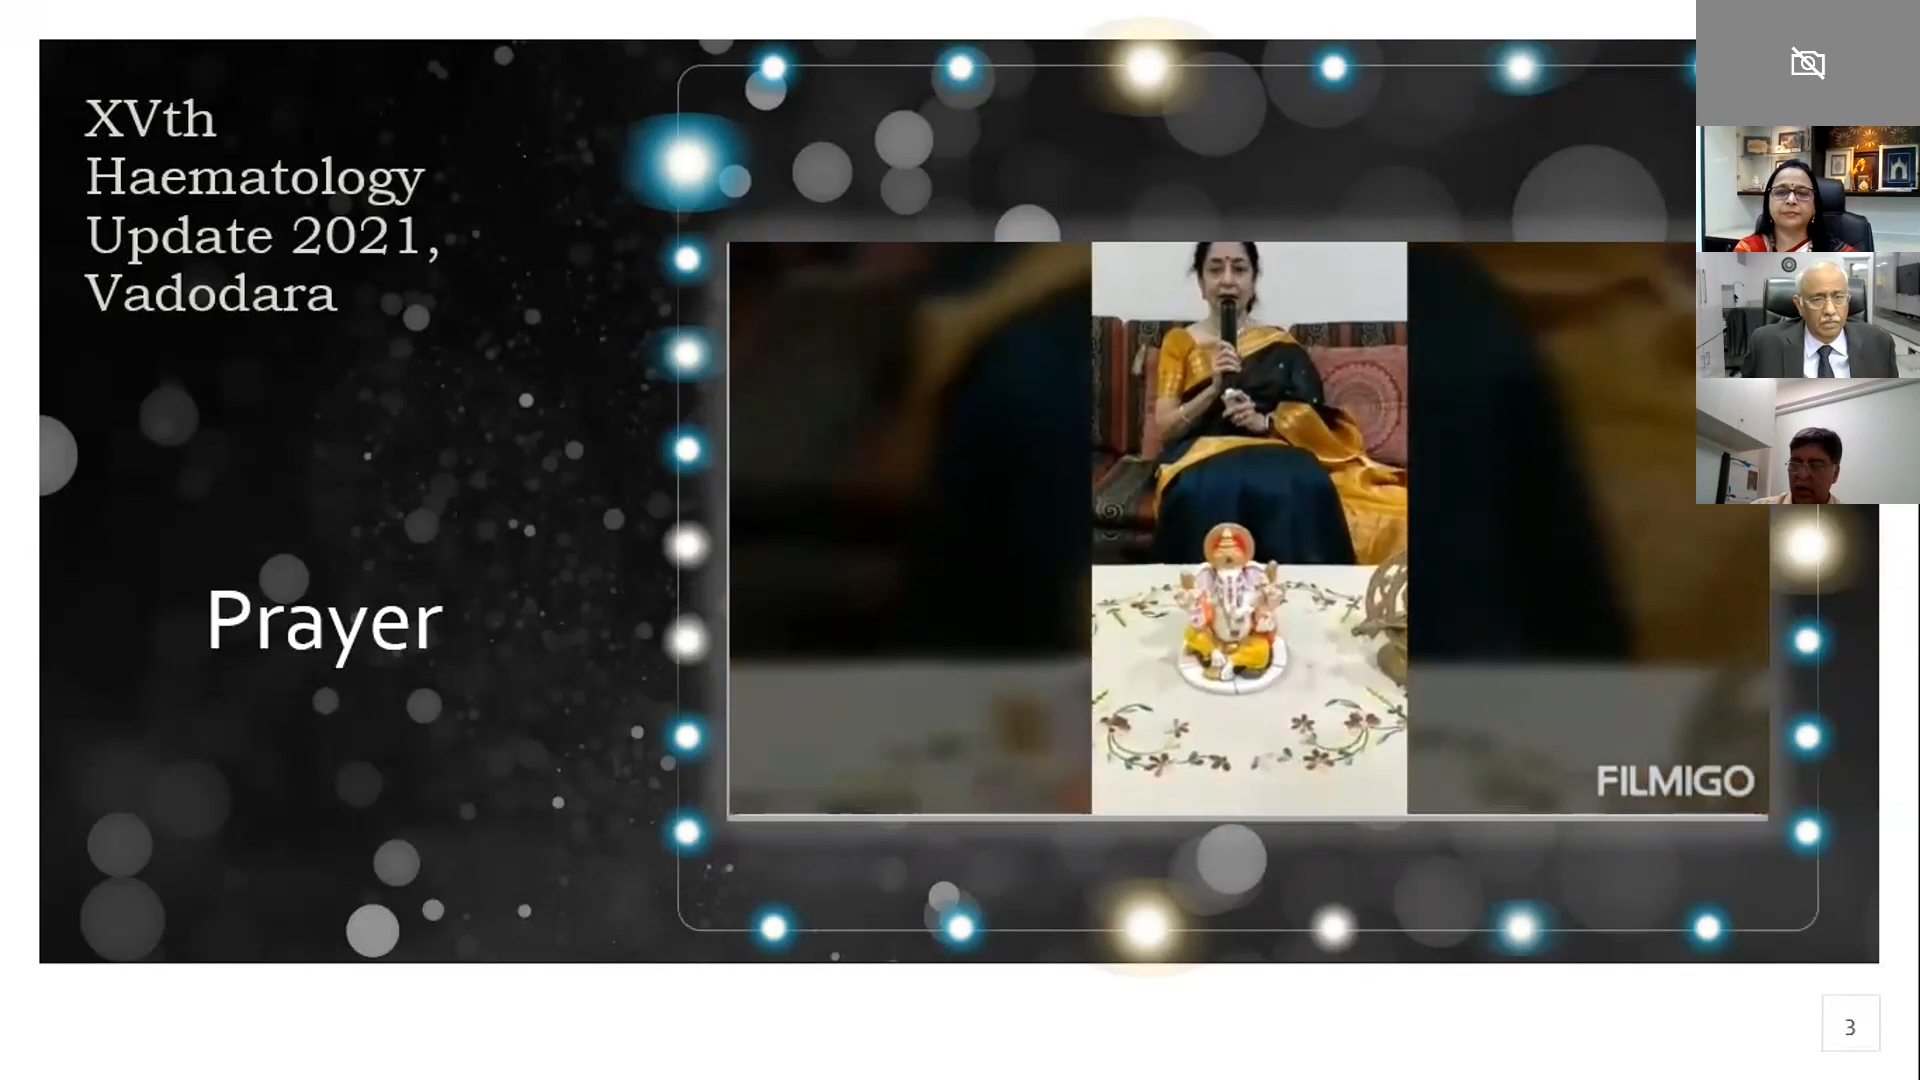 XVth
Haematology
Update 2021,
Vadodara
Prayer
FILMIGO
3